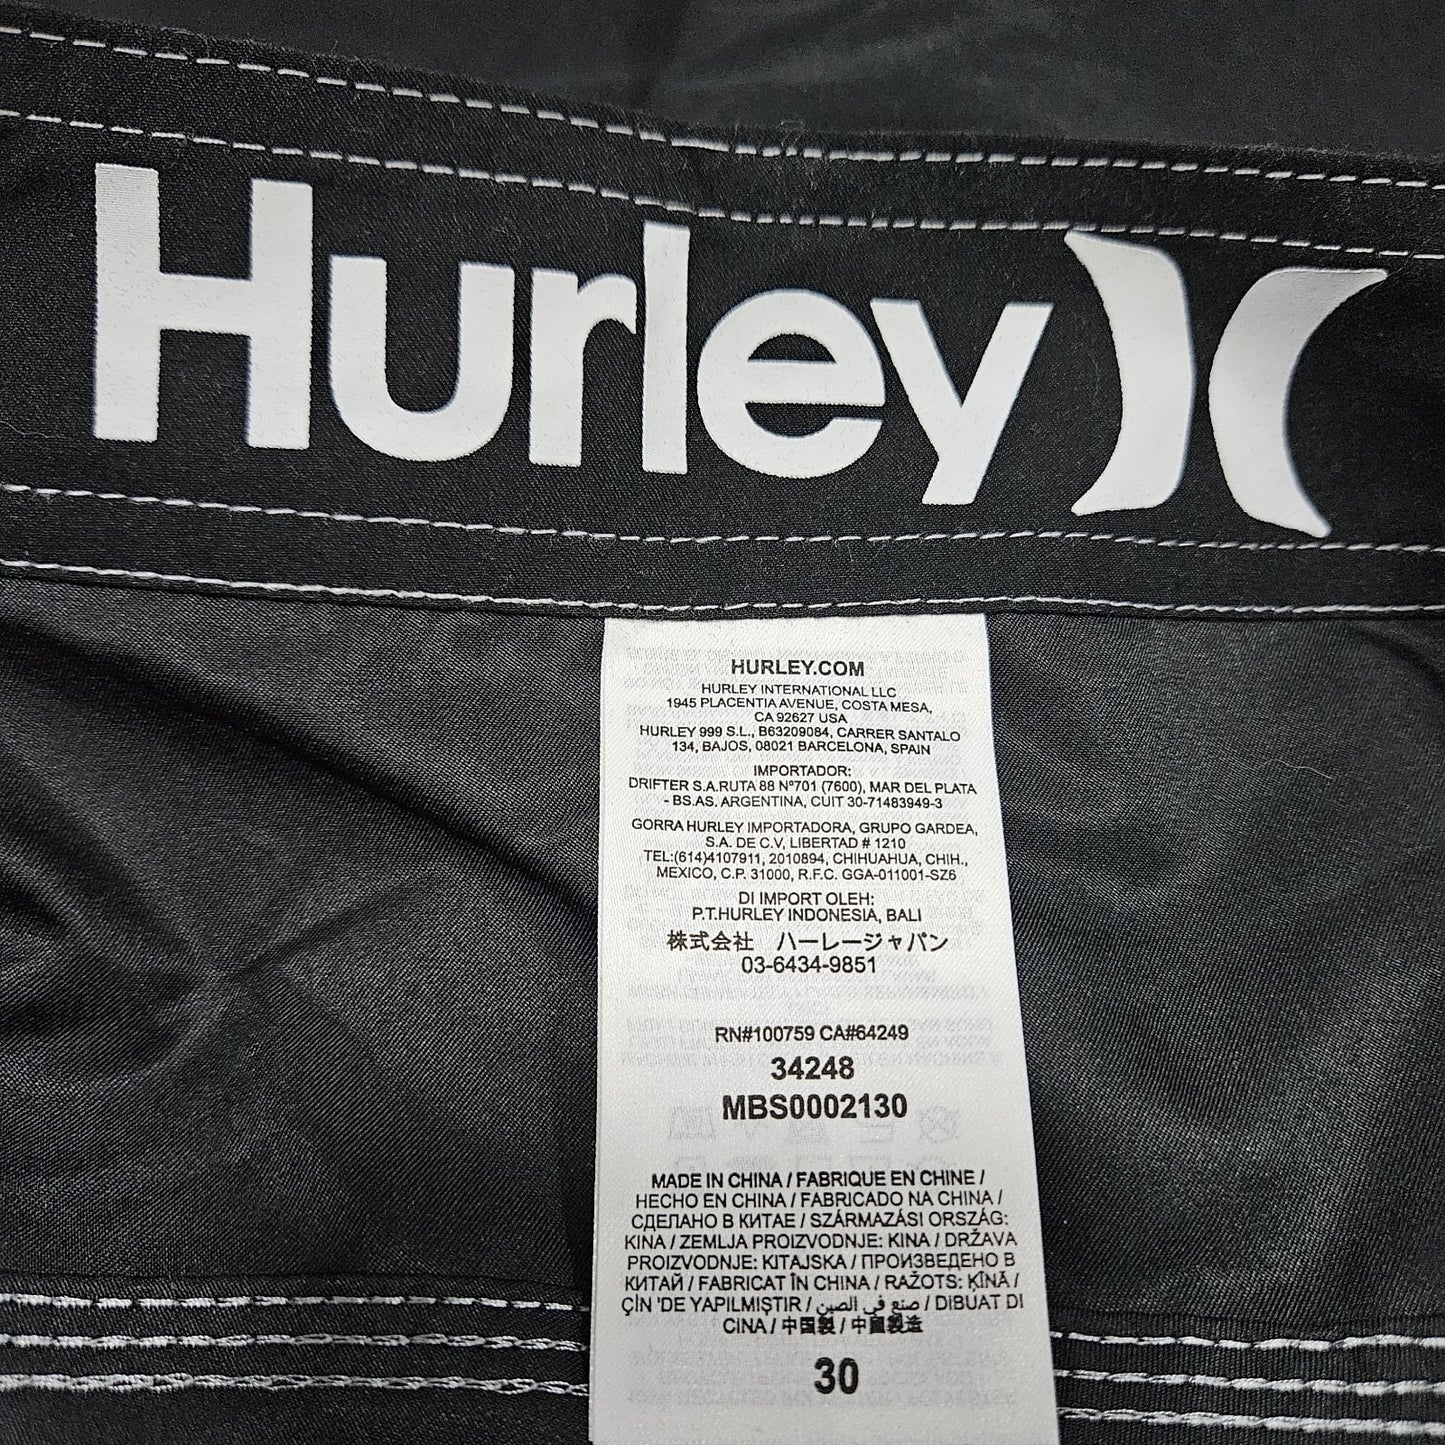 Hurley
HURLEY.COM
HURLEY INTERNATIONAL LLC
1945 PLACENTIA AVENUE, COSTA MESA,
CA 92627 USA
HURLEY 999 S.L., B63209084, CARRER SANTALO
134, BAJOS, 08021 BARCELONA, SPAIN
IMPORTADOR:
DRIFTER S.A.RUTA 88 Nº701 (7600), MAR DEL PLATA
- BS.AS. ARGENTINA, CUIT 30-71483949-3
GORRA HURLEY IMPORTADORA, GRUPO GARDEA,
S.A. DE C.V, LIBERTAD # 1210
TEL:(614)4107911, 2010894, CHIHUAHUA, CHIH.,
MEXICO, C.P. 31000, R.F.C. GGA-011001-SZ6
DI IMPORT OLEH:
P.T.HURLEY INDONESIA, BALI
株式会社 ハーレージャパン
03-6434-9851
RN#100759 CA#64249
34248
MBS0002130
MADE IN CHINA / FABRIQUE EN CHINE /
HECHO EN CHINA / FABRICADO NA CHINA /
СДЕЛАНО В КИТАЕ / SZÁRMAZÁSI ORSZÁG:
KINA / ZEMLJA PROIZVODNJE: KINA / DRŽAVA
PROIZVODNJE: KITAJSKA / ПРОИЗВЕДЕНО В
КИТАЙ / FABRICAT ÎN CHINA / RAŽOTS: ĶĪNĀ /
ÇİN 'DE YAPILMIŞTIR / صنع في الصين / DIBUAT DI
CINA / 中国製 / 中國製造
30